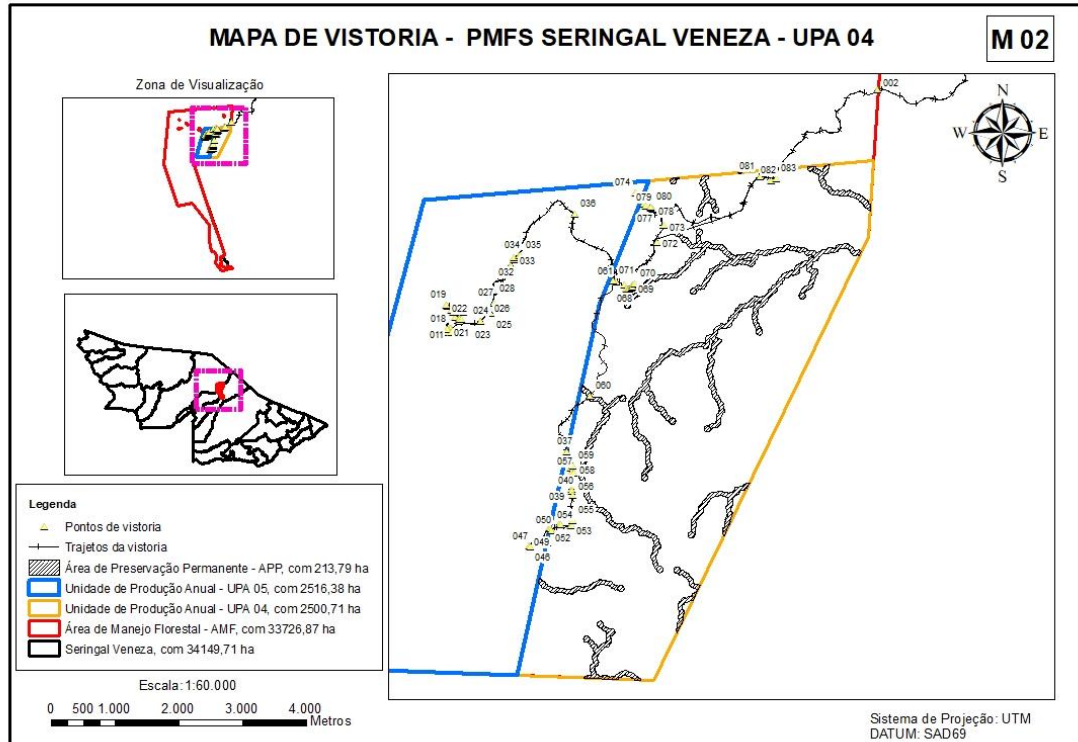 MAPA DE VISTORIA - PMFS SERINGAL VENEZA - UPA 04
M 02
Zona de Visualização
Legenda
Pontos de vistoria
Trajetos da vistoria
Área de Preservação Permanente - APP, com 213,79 ha
Unidade de Produção Anual - UPA 05, com 2516,38 ha
Unidade de Produção Anual - UPA 04, com 2500,71 ha
Área de Manejo Florestal - AMF, com 33726,87 ha
Seringal Veneza, com 34149,71 ha
Escala: 1:60.000
0 500 1.000 2.000 3.000 4.000
Metros
002
N
W E
S
081 082 083
074
079 080
036
077 078
073
072
034 035
033
061 071 070
032
068 069
027 028
019
022 024 026
018
011 021 023 025
060
037
059
057
058
040
056
039
055
050 054
047 049 052 053
046
Sistema de Projeção: UTM
DATUM: SAD69